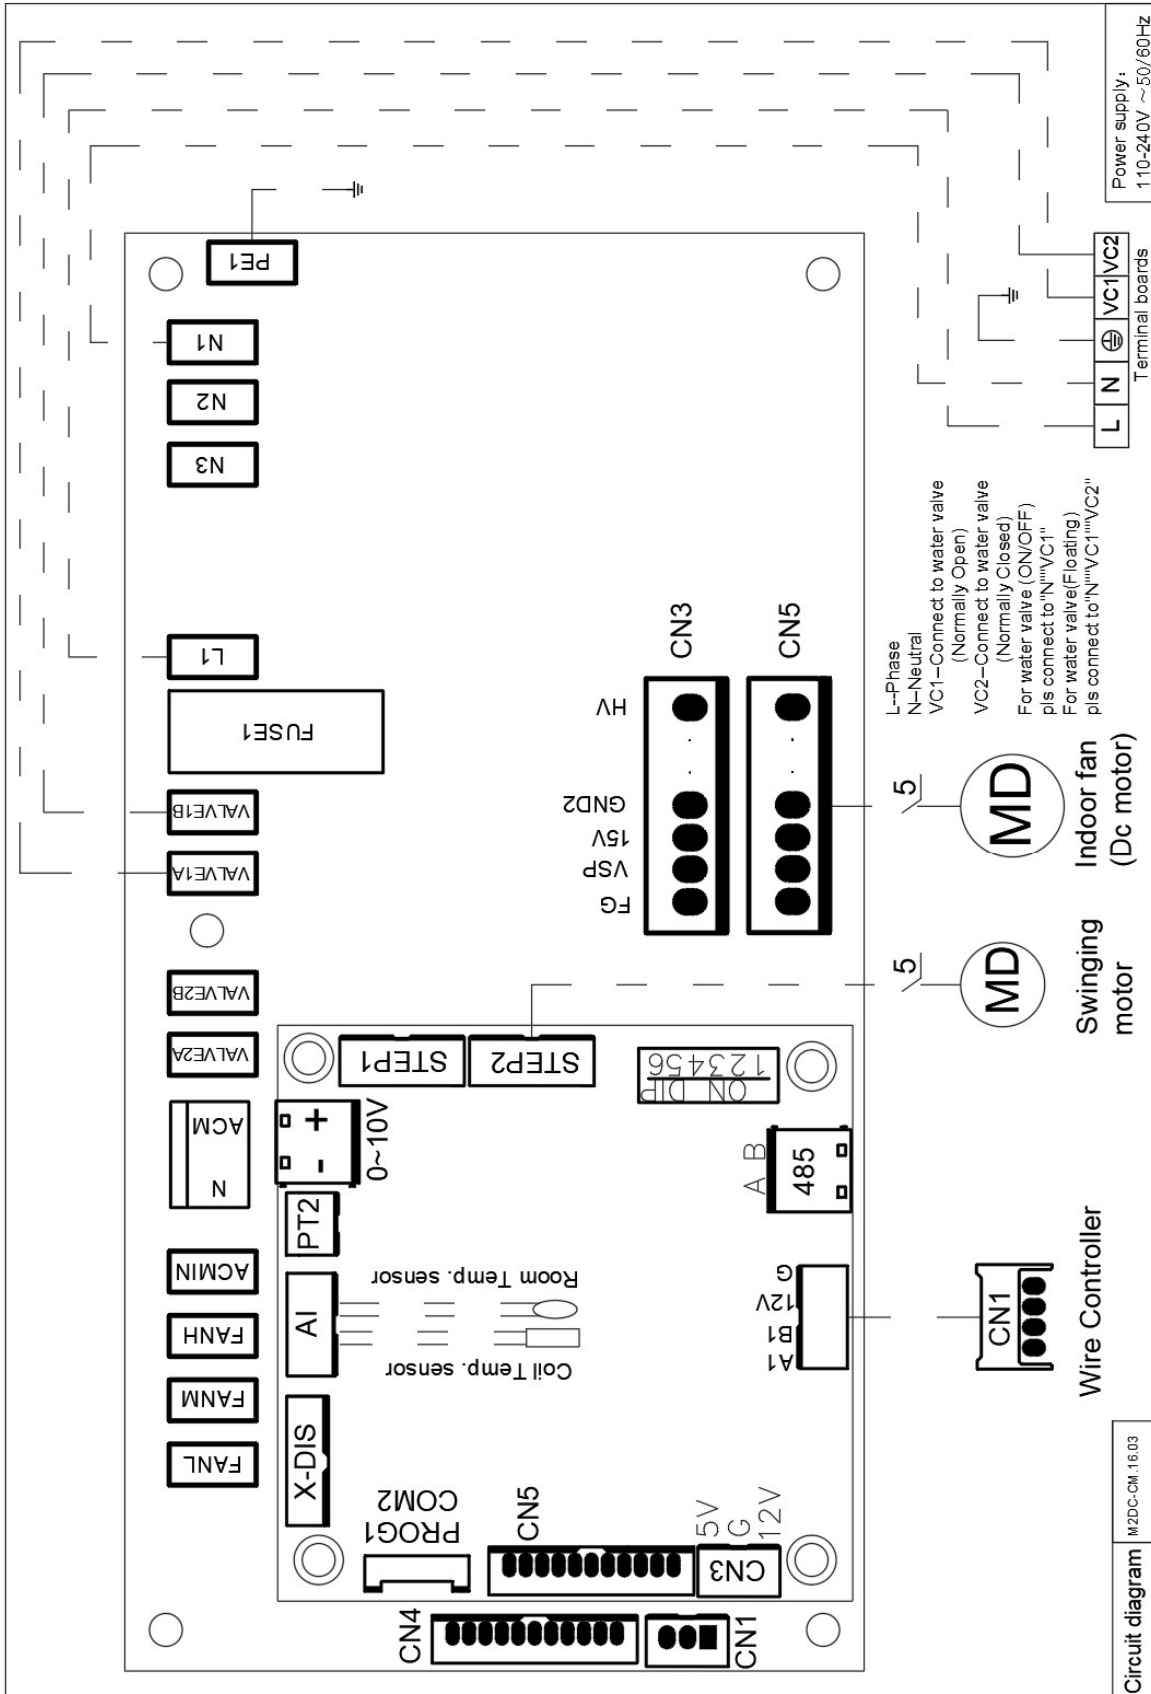 Power supply:
110-240V ~50/60Hz
PE1
N1
N2
N3
L1
FUSE1
VALVE1B
VALVE1A
VALVE2B
VALVE2A
ACM
N
ACMIN
FANH
FANM
FANL
L
N
VC1
VC2
Terminal boards
L--Phase
N--Neutral
VC1--Connect to water valve
(Normally Open)
VC2--Connect to water valve
(Normally Closed)
For water valve (ON/OFF)
pls connect to"N""VC1"
For water valve(Floating)
pls connect to"N""VC1""VC2"
CN3
CN5
HV
GND2
15V
VSP
FG
5
MD
Indoor fan
(Dc motor)
5
MD
Swinging
motor
STEP1
STEP2
ON DIP
123456
+
-
0~10V
PT2
AI
Room Temp. sensor
Coil Temp. sensor
X-DIS
A B
485
G
12V
B1
A1
CN1
Wire Controller
PROG1
COM2
CN5
5V
G
12V
CN3
CN4
CN1
Circuit diagram
M2DC-CM.16.03